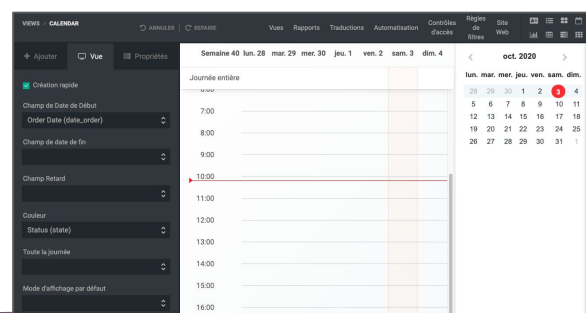 VIEWS > CALENDAR
ANNULER
REFAIRE
Vues Rapports Traductions Automatisation Contrôles d'accès Règles de filtres Site Web
+ Ajouter Vue Propriétés
Création rapide
Champ de Date de Début
Order Date (date_order)
Champ de date de fin
Champ Retard
Couleur
Status (state)
Toute la journée
Mode d'affichage par défaut
Semaine 40 lun. 28 mar. 29 mer. 30 jeu. 1 ven. 2 sam. 3 dim. 4
Journée entière
6:00
7:00
8:00
9:00
10:00
11:00
12:00
13:00
14:00
15:00
16:00
< oct. 2020 >
lun. mar. mer. jeu. ven. sam. dim.
28 29 30 1 2 3 4
5 6 7 8 9 10 11
12 13 14 15 16 17 18
19 20 21 22 23 24 25
26 27 28 29 30 31 1